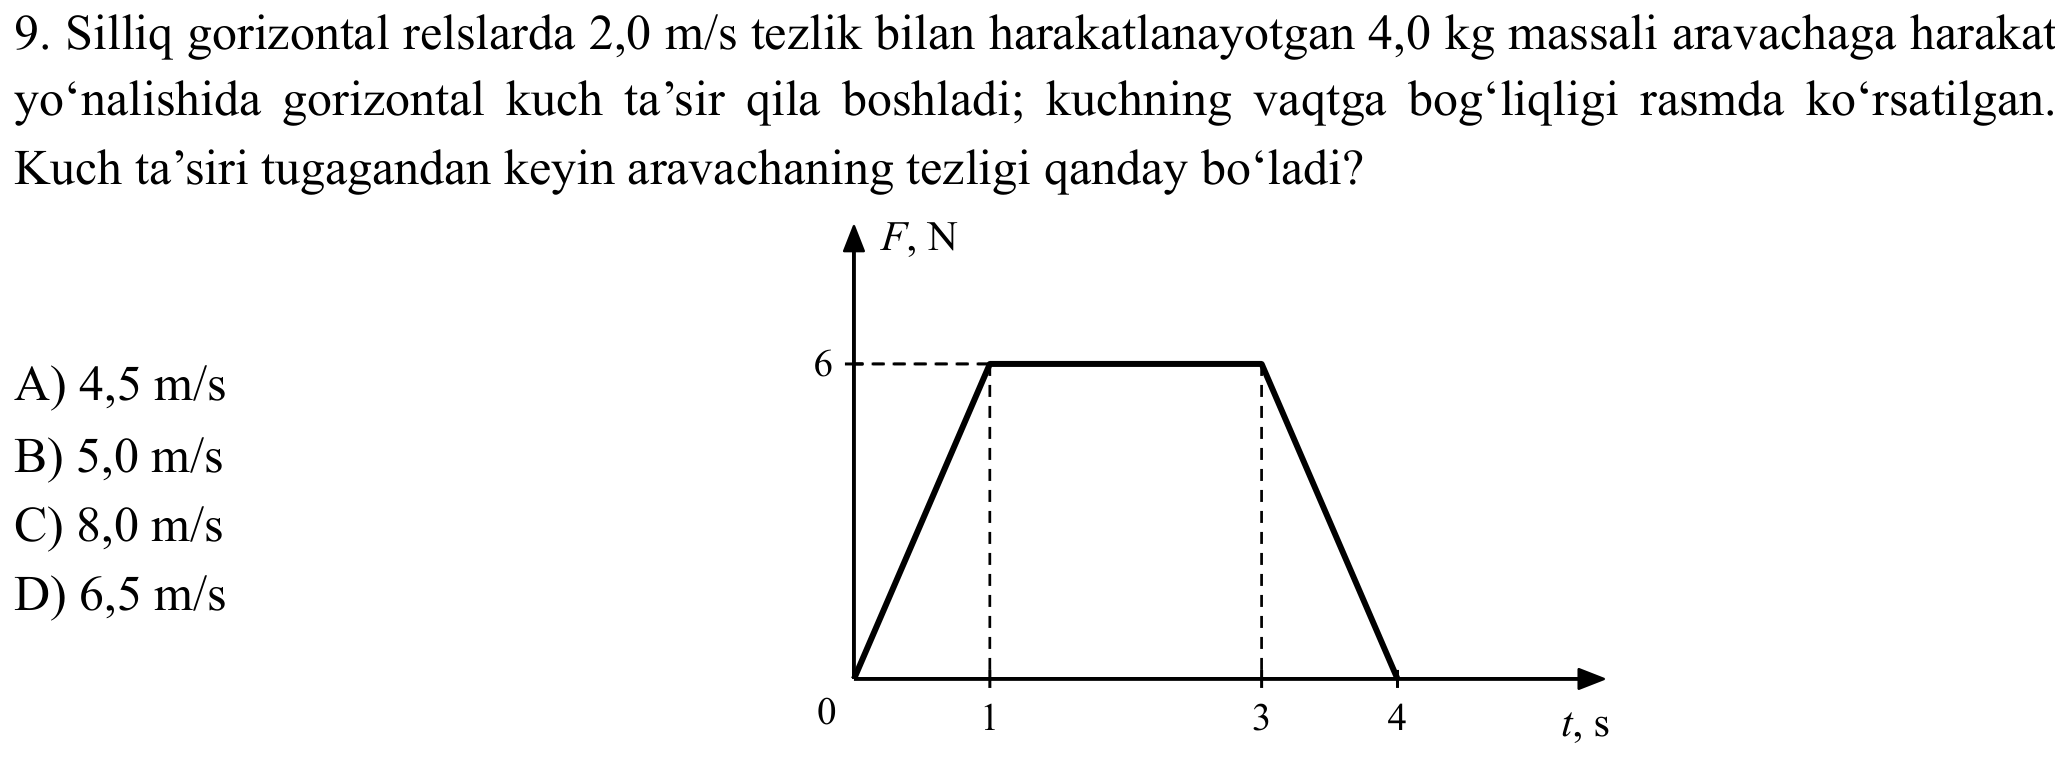 9. Silliq gorizontal relslarda 2,0 m/s tezlik bilan harakatlanayotgan 4,0 kg massali aravachaga harakat
yo‘nalishida gorizontal kuch ta’sir qila boshladi; kuchning vaqtga bog‘liqligi rasmda ko‘rsatilgan.
Kuch ta’siri tugagandan keyin aravachaning tezligi qanday bo‘ladi?
F, N
6
A) 4,5 m/s
B) 5,0 m/s
C) 8,0 m/s
D) 6,5 m/s
0 1 3 4 t, s